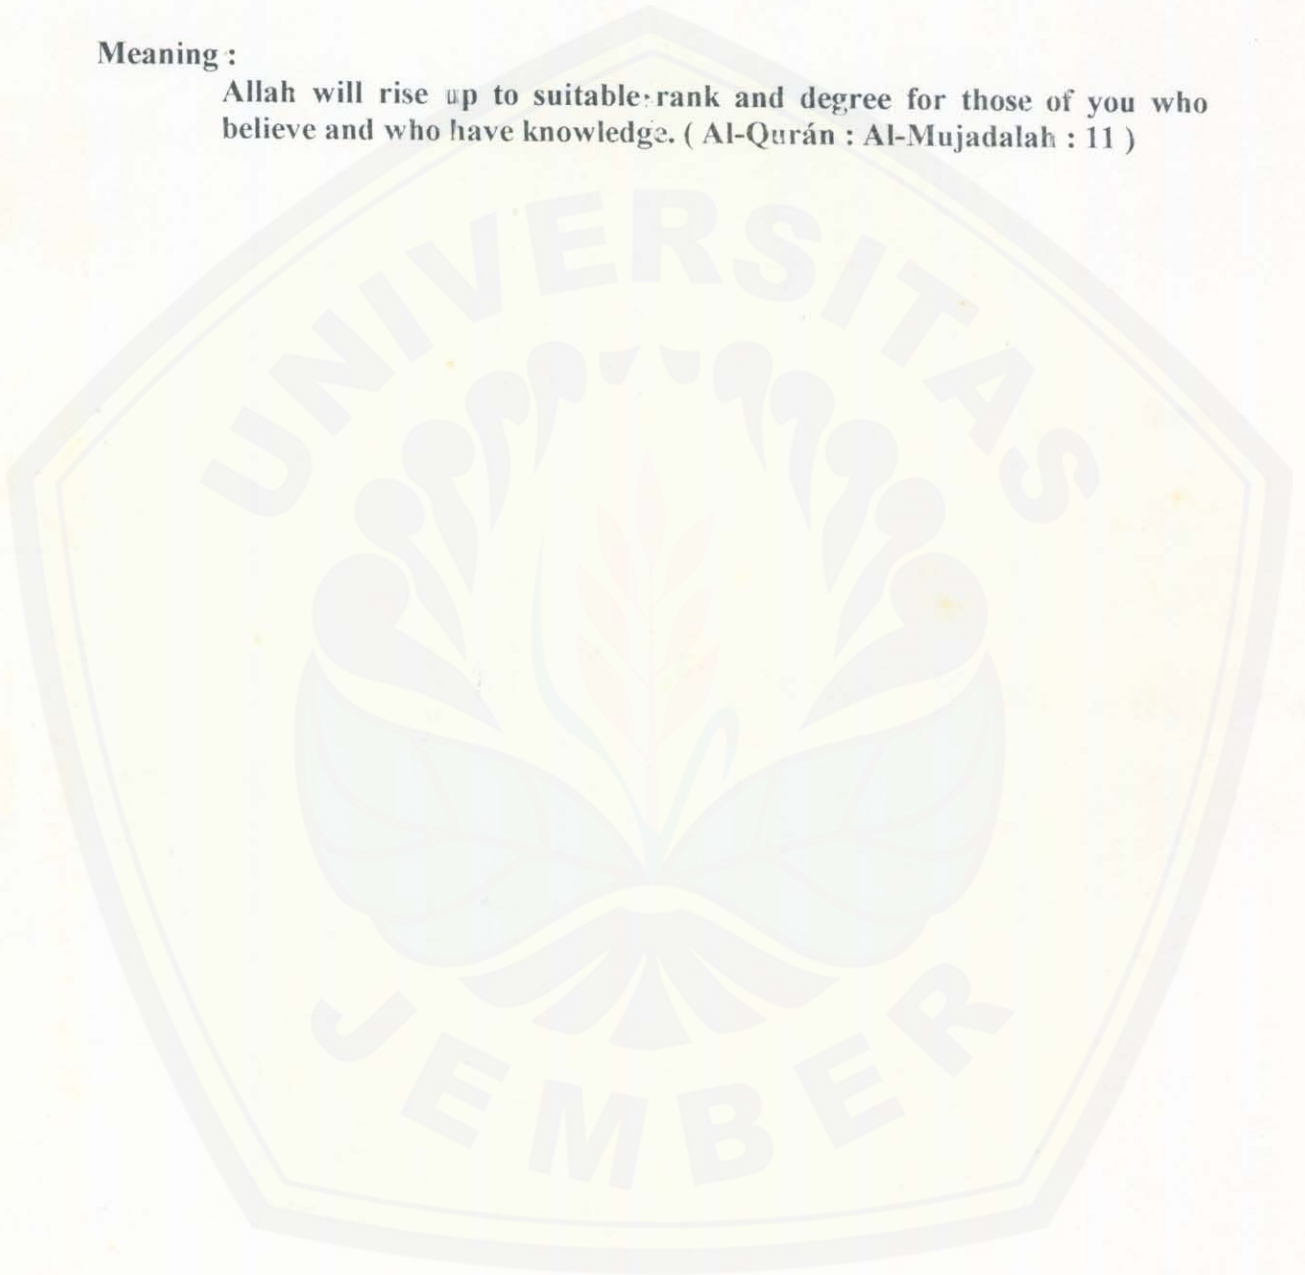 Meaning :
Allah will rise up to suitable rank and degree for those of you who
believe and who have knowledge. ( Al-Qurán : Al-Mujadalah : 11 )
UNIVERSITAS
JEMBER